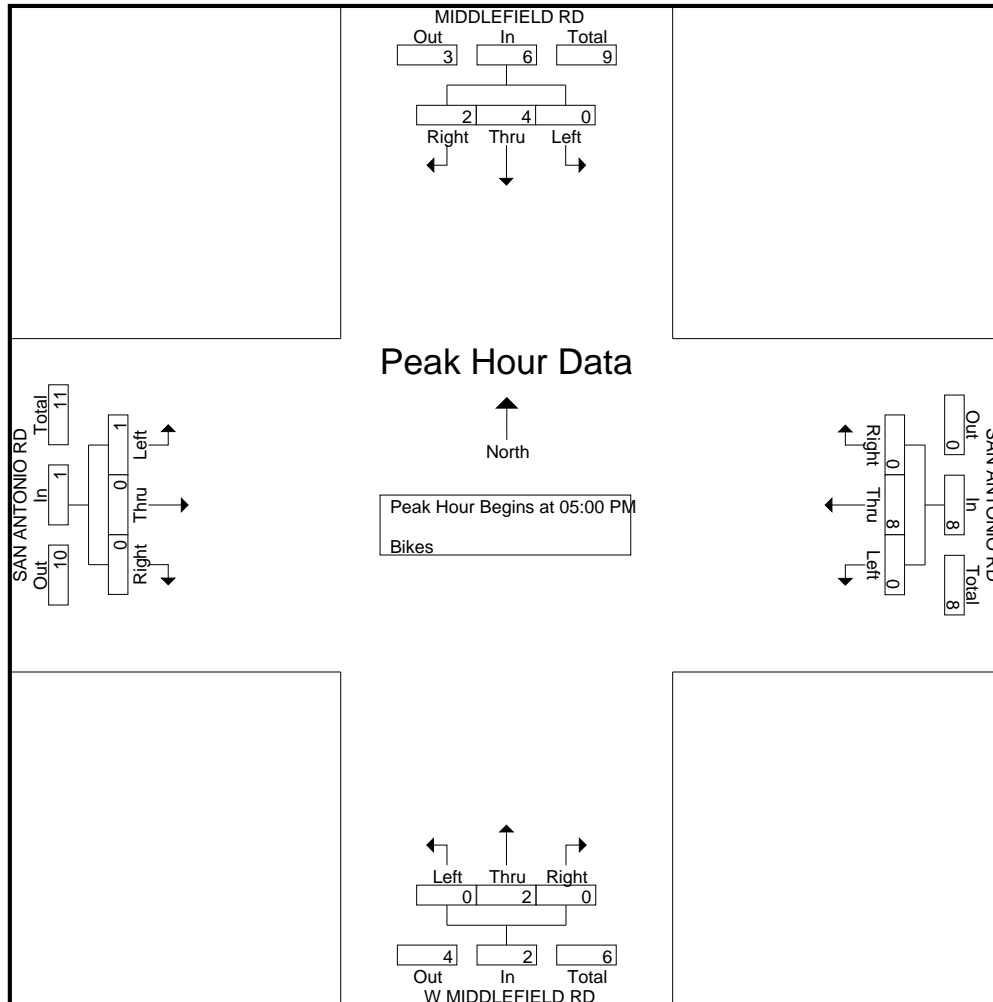 MIDDLEFIELD RD
Out In Total
3 6 9
2 4 0
Right Thru Left
Peak Hour Data
North
Peak Hour Begins at 05:00 PM
Bikes
SAN ANTONIO RD
Out In Total
10 1 11
1 0 0
Left Thru Right
SAN ANTONIO RD
Out In Total
0 8 8
0 8 0
Right Thru Left
Left Thru Right
0 2 0
4 2 6
Out In Total
W MIDDLEFIELD RD